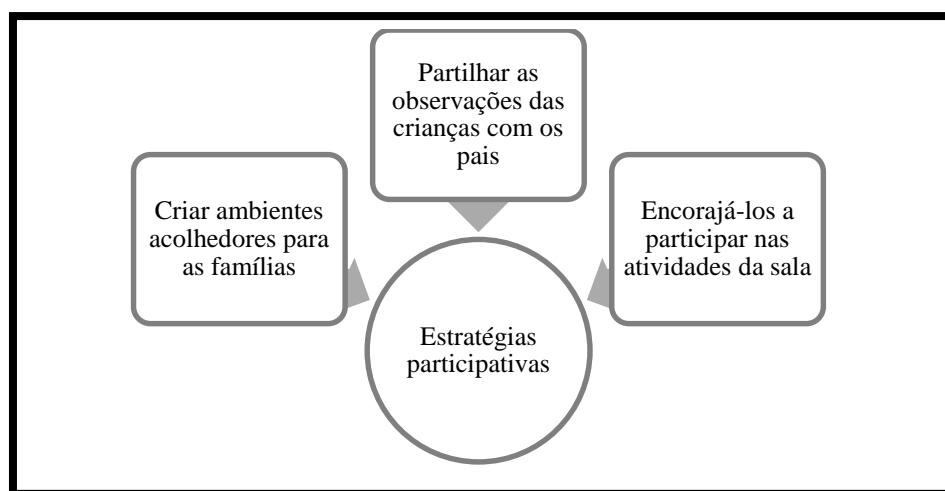 Partilhar as
observações das
crianças com os
pais
Criar ambientes
acolhedores para
as famílias
Encorajá-los a
participar nas
atividades da sala
Estratégias
participativas